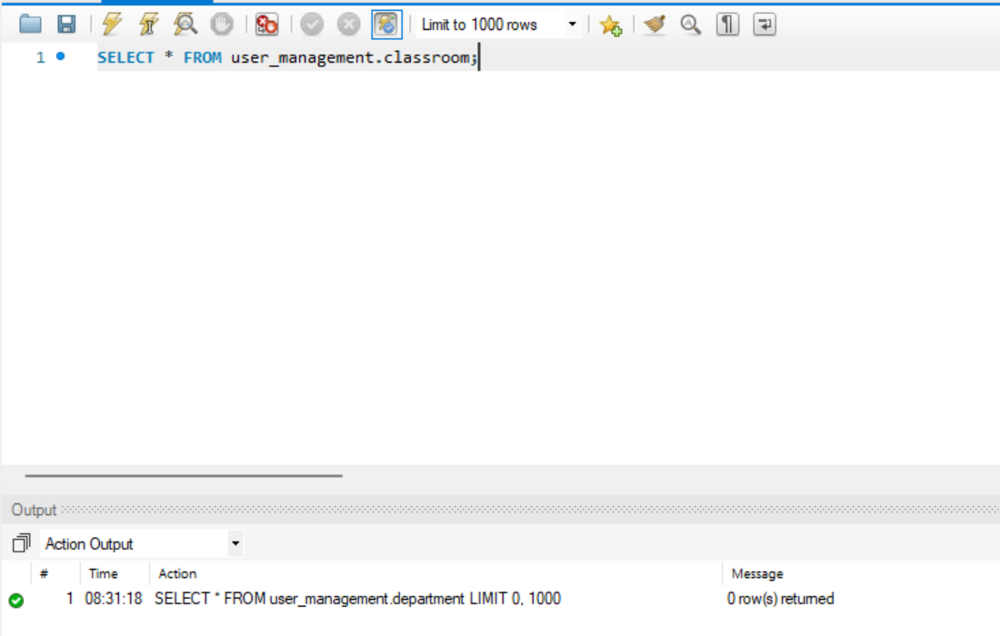 Limit to 1000 rows
1 SELECT * FROM user_management.classroom;
Output
Action Output
# Time Action Message
1 08:31:18 SELECT * FROM user_management.department LIMIT 0, 1000 0 row(s) returned